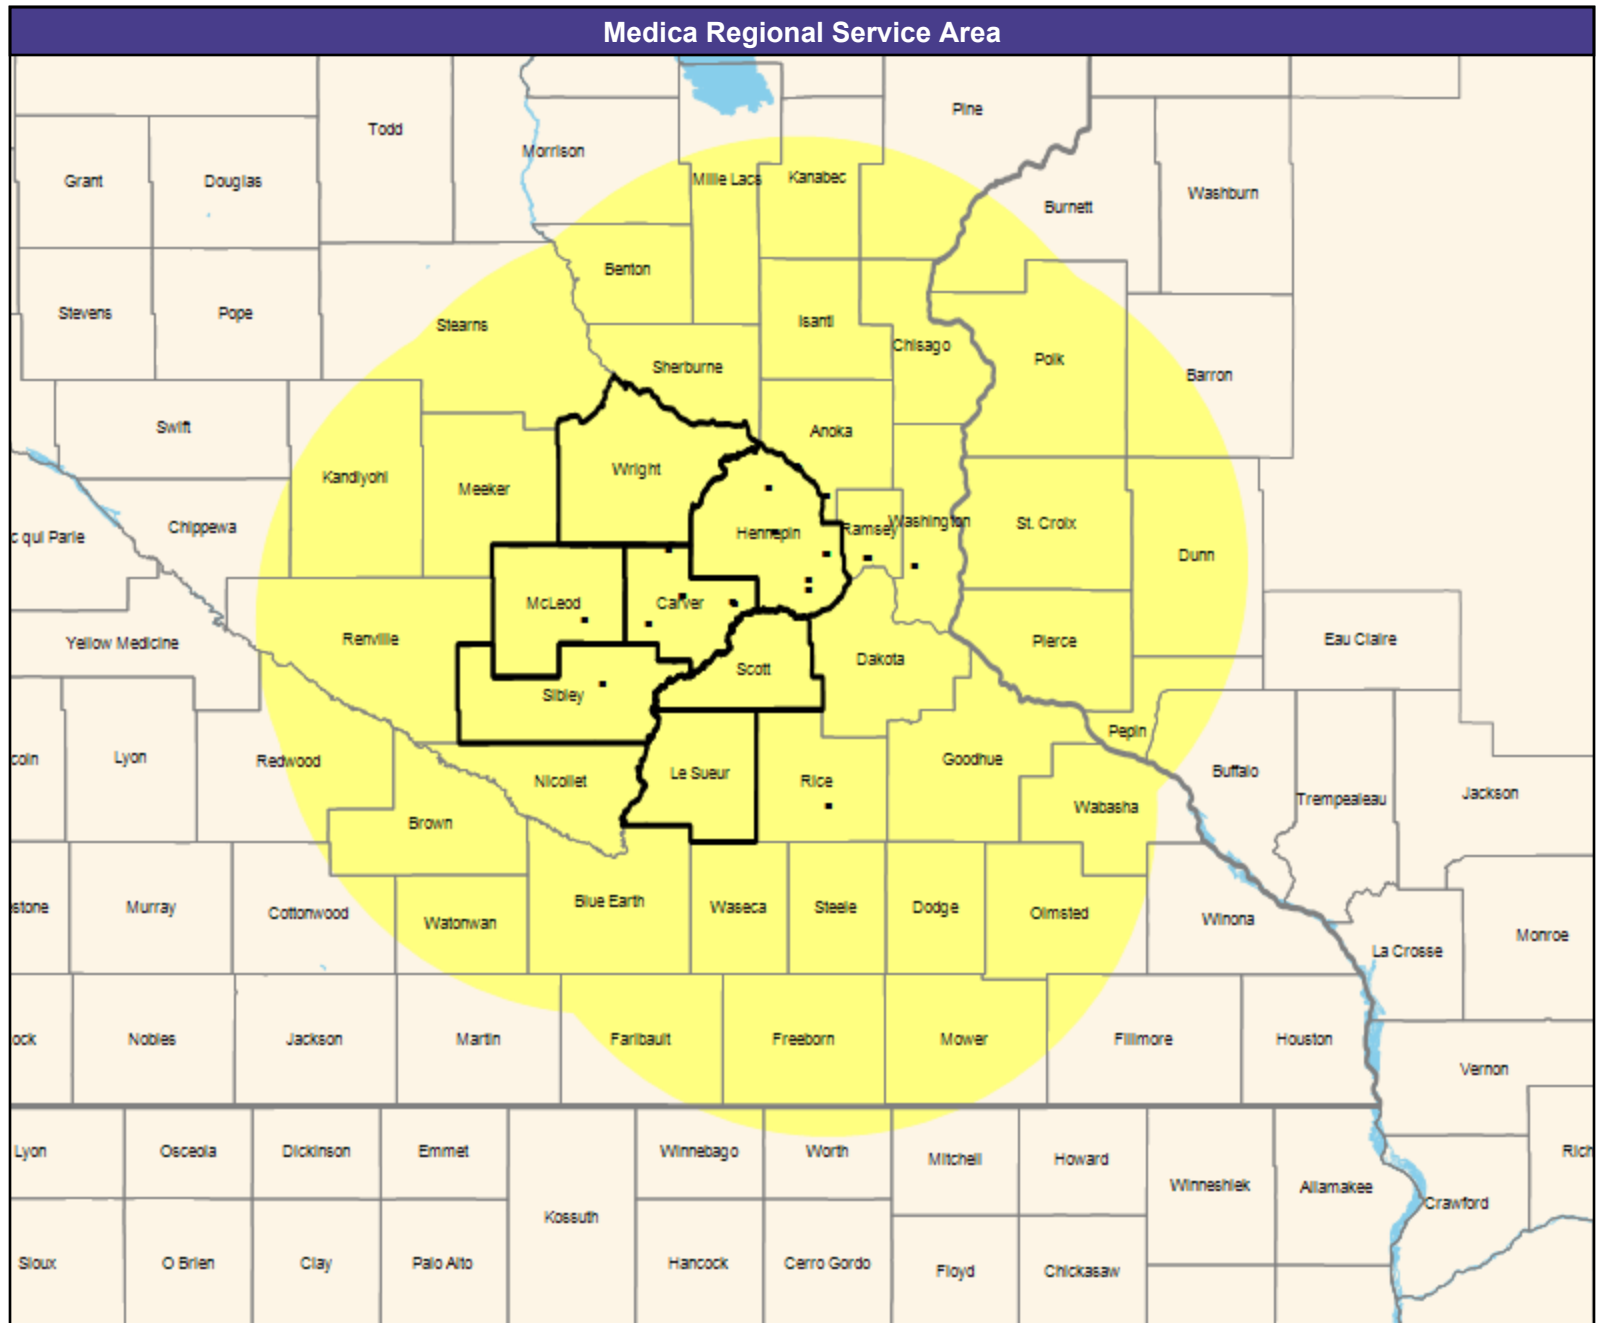 Medica Regional Service Area
Pine
Todd
Morrison
Grant
Douglas
Mille Lacs
Kanabec
Burnett
Washburn
Benton
Stevens
Pope
Stearns
Isanti
Chisago
Polk
Barron
Sherburne
Swift
Anoka
Kandiyohi
Meeker
Wright
Chippewa
c qui Parle
Hennepin
Ramsey
Washington
St. Croix
Dunn
McLeod
Carver
Yellow Medicine
Renville
Scott
Dakota
Pierce
Eau Claire
Sibley
coln
Lyon
Redwood
Nicollet
Le Sueur
Rice
Goodhue
Pepin
Buffalo
Trempealeau
Jackson
Brown
Wabasha
stone
Murray
Cottonwood
Watonwan
Blue Earth
Waseca
Steele
Dodge
Olmsted
Winona
La Crosse
Monroe
ock
Nobles
Jackson
Martin
Faribault
Freeborn
Mower
Fillmore
Houston
Vernon
Lyon
Osceola
Dickinson
Emmet
Winnebago
Worth
Mitchell
Howard
Winneshiek
Allamakee
Crawford
Rich
Kossuth
Sioux
O Brien
Clay
Palo Alto
Hancock
Cerro Gordo
Floyd
Chickasaw